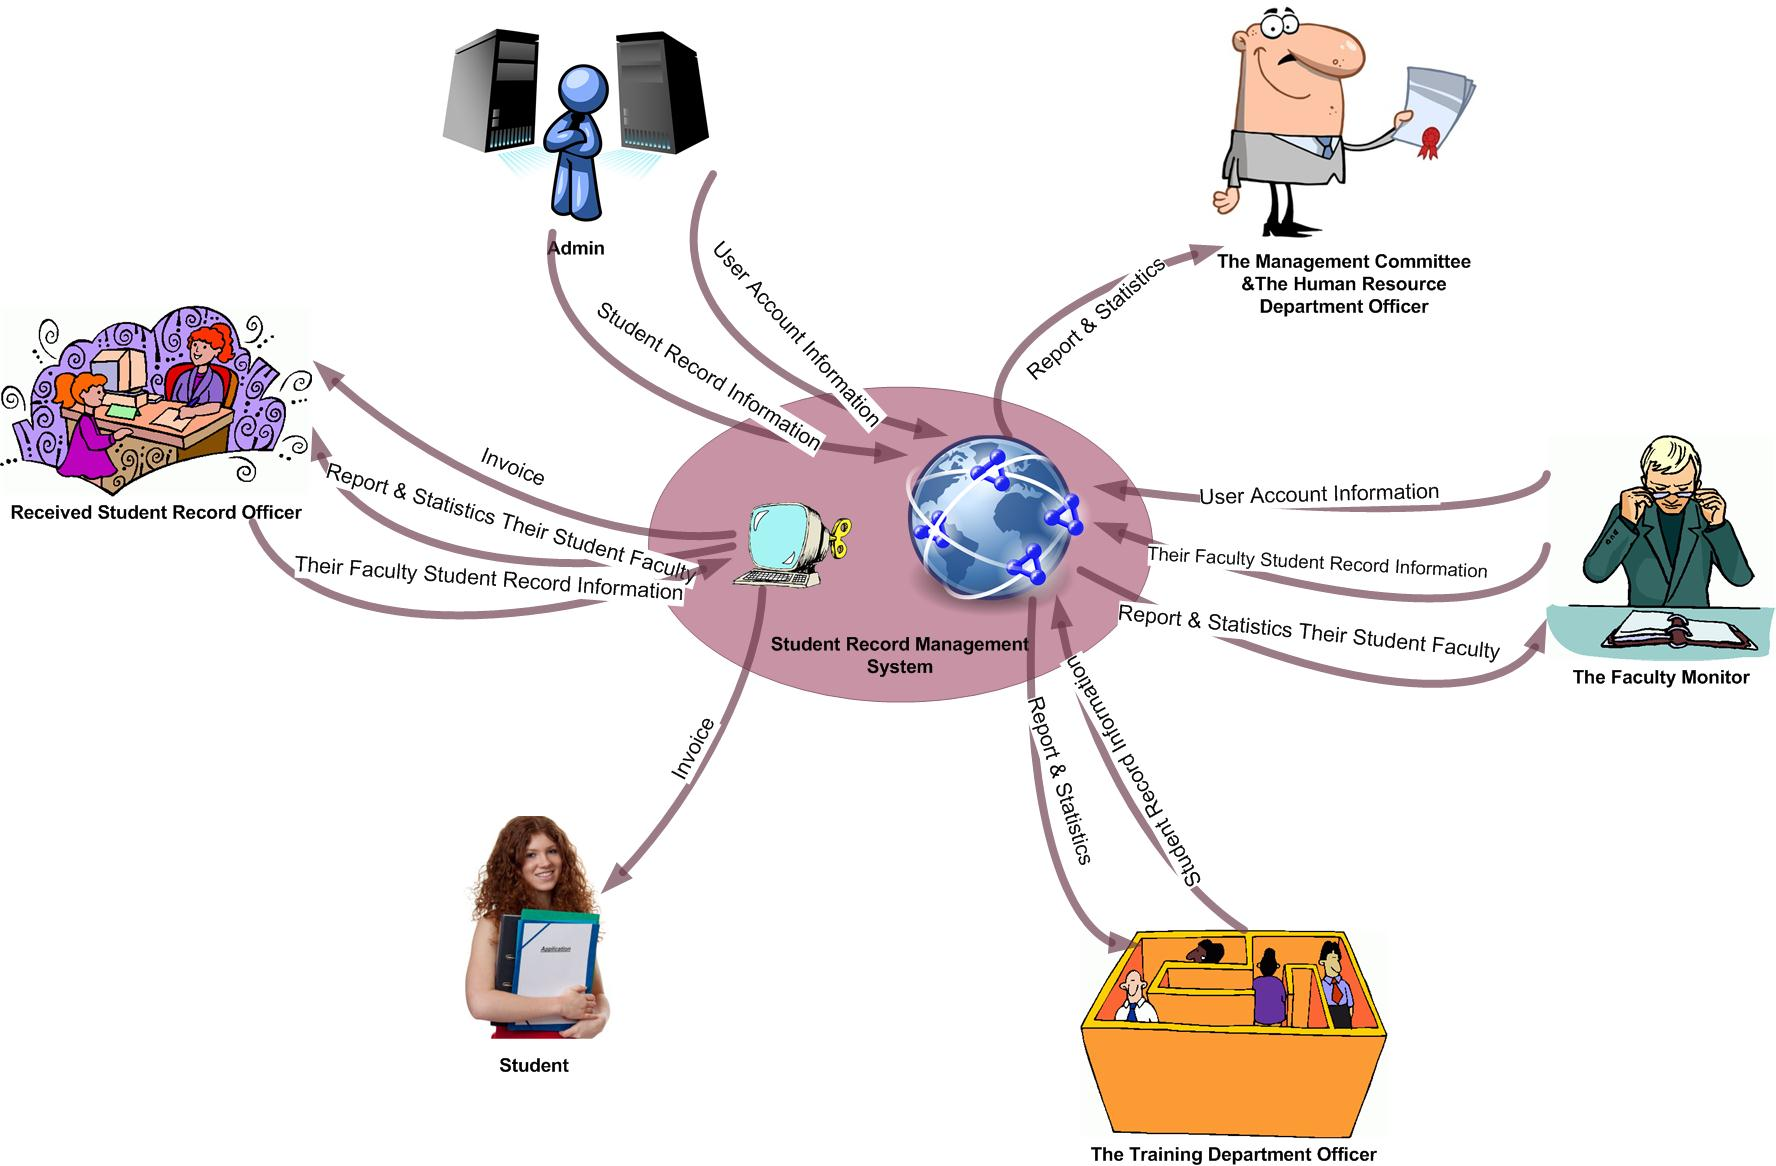 Admin
The Management Committee
&The Human Resource
Department Officer
User Account Information
Student Record Information
Report & Statistics
Received Student Record Officer
Invoice
Report & Statistics Their Student Faculty
Their Faculty Student Record Information
User Account Information
Their Faculty Student Record Information
Report & Statistics Their Student Faculty
The Faculty Monitor
Student Record Management
System
Invoice
Report & Statistics
Student Record Information
Application
Student
The Training Department Officer